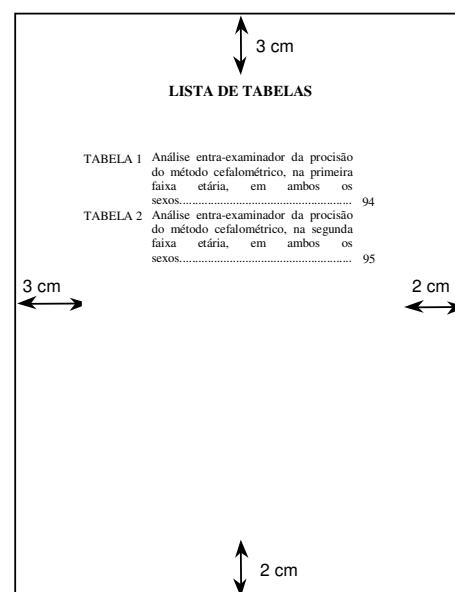 3 cm
LISTA DE TABELAS
TABELA 1 Análise entra-examinador da procisão
do método cefalométrico, na primeira
faixa etária, em ambos os
sexos...................................................... 94
TABELA 2 Análise entra-examinador da procisão
do método cefalométrico, na segunda
faixa etária, em ambos os
sexos...................................................... 95
3 cm 2 cm
2 cm